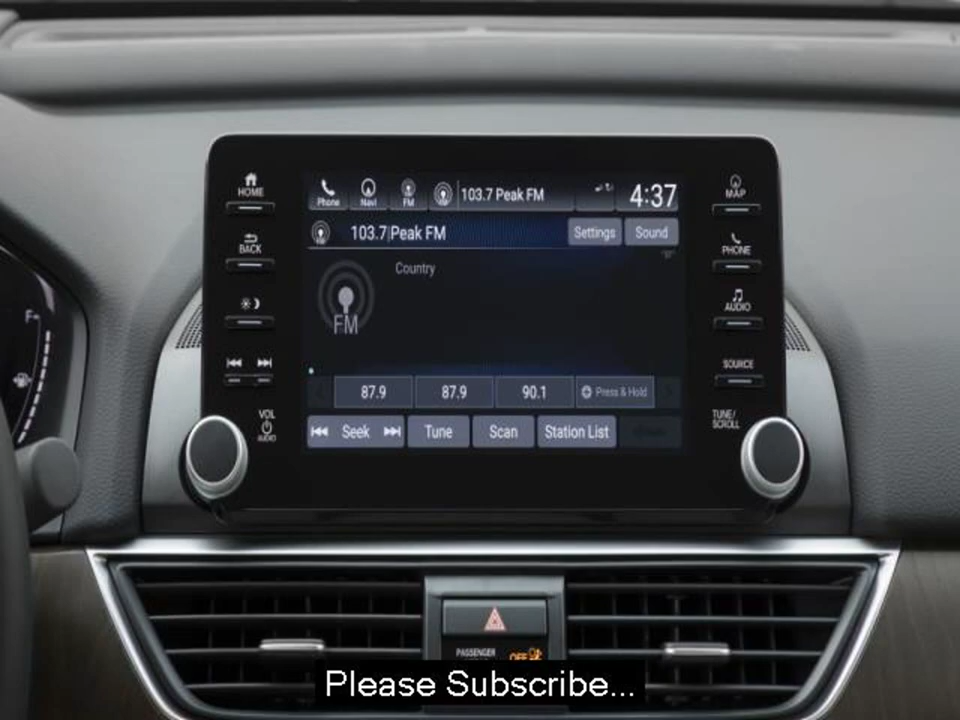 HOME
BACK
VOL
AUDIO
F
Phone
Navi
FM
103.7 Peak FM
4:37
103.7 Peak FM
Settings
Sound
Country
FM
87.9
87.9
90.1
Press & Hold
Seek
Tune
Scan
Station List
MAP
PHONE
AUDIO
SOURCE
TUNE/
SCROLL
PASSENGER
OFF
Please Subscribe...